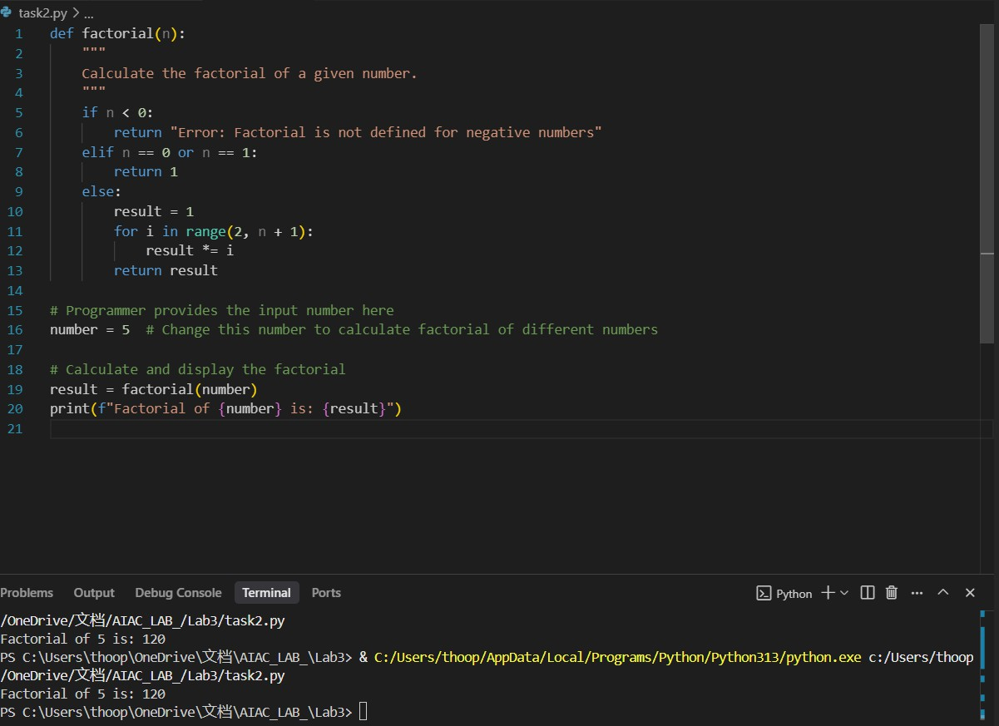 task2.py > ...
1 def factorial(n):
2     """
3     Calculate the factorial of a given number.
4     """
5     if n < 0:
6         return "Error: Factorial is not defined for negative numbers"
7     elif n == 0 or n == 1:
8         return 1
9     else:
10         result = 1
11         for i in range(2, n + 1):
12             result *= i
13         return result
14
15 # Programmer provides the input number here
16 number = 5  # Change this number to calculate factorial of different numbers
17
18 # Calculate and display the factorial
19 result = factorial(number)
20 print(f"Factorial of {number} is: {result}")
21
Problems Output Debug Console Terminal Ports Python
/OneDrive/文档/AIAC_LAB_/Lab3/task2.py
Factorial of 5 is: 120
PS C:\Users\thoop\OneDrive\文档\AIAC_LAB_\Lab3> & C:/Users/thoop/AppData/Local/Programs/Python/Python313/python.exe c:/Users/thoop
/OneDrive/文档/AIAC_LAB_/Lab3/task2.py
Factorial of 5 is: 120
PS C:\Users\thoop\OneDrive\文档\AIAC_LAB_\Lab3>